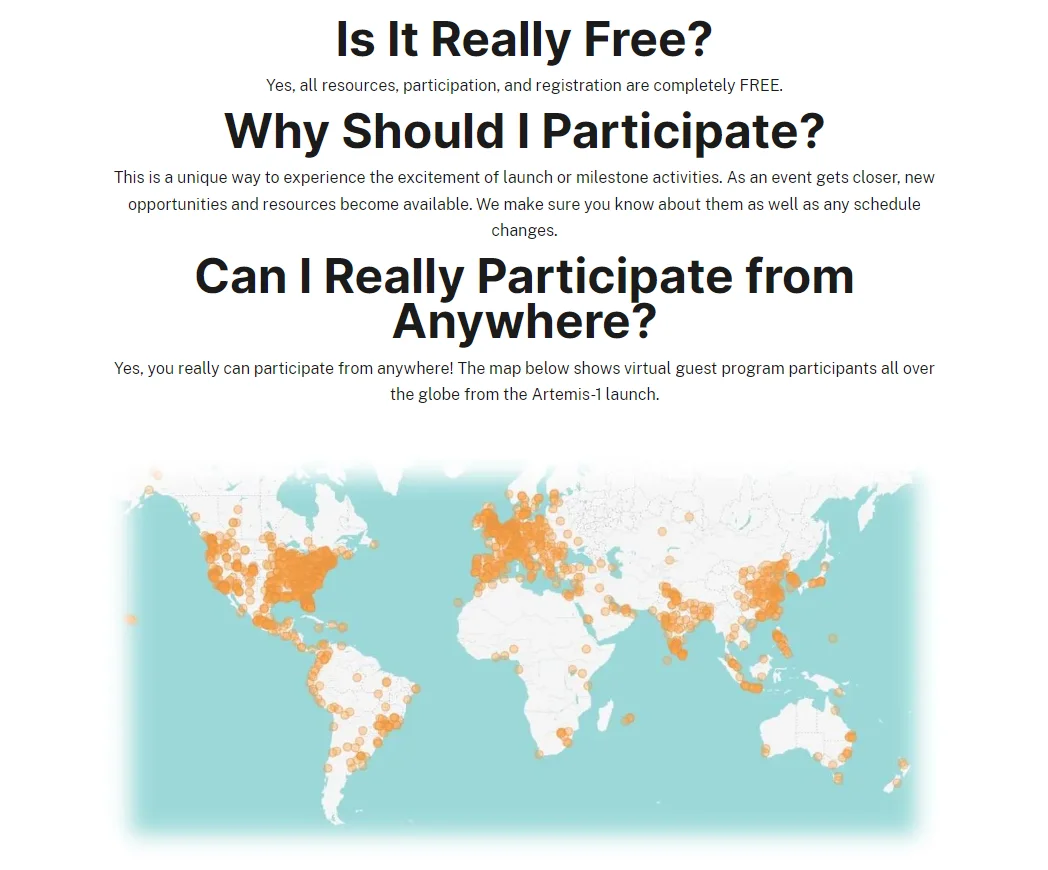 Is It Really Free?
Yes, all resources, participation, and registration are completely FREE.
Why Should I Participate?
This is a unique way to experience the excitement of launch or milestone activities. As an event gets closer, new
opportunities and resources become available. We make sure you know about them as well as any schedule
changes.
Can I Really Participate from
Anywhere?
Yes, you really can participate from anywhere! The map below shows virtual guest program participants all over
the globe from the Artemis-1 launch.